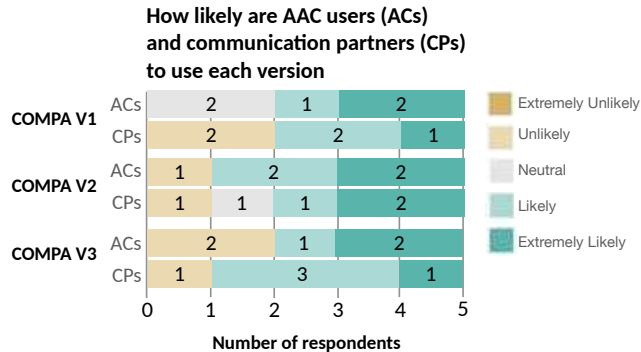 How likely are AAC users (ACs)
and communication partners (CPs)
to use each version
COMPA V1
ACs 2 1 2
CPs 2 2 1
COMPA V2
ACs 1 2 2
CPs 1 1 1 2
COMPA V3
ACs 2 1 2
CPs 1 3 1
0 1 2 3 4 5
Number of respondents
Extremely Unlikely
Unlikely
Neutral
Likely
Extremely Likely